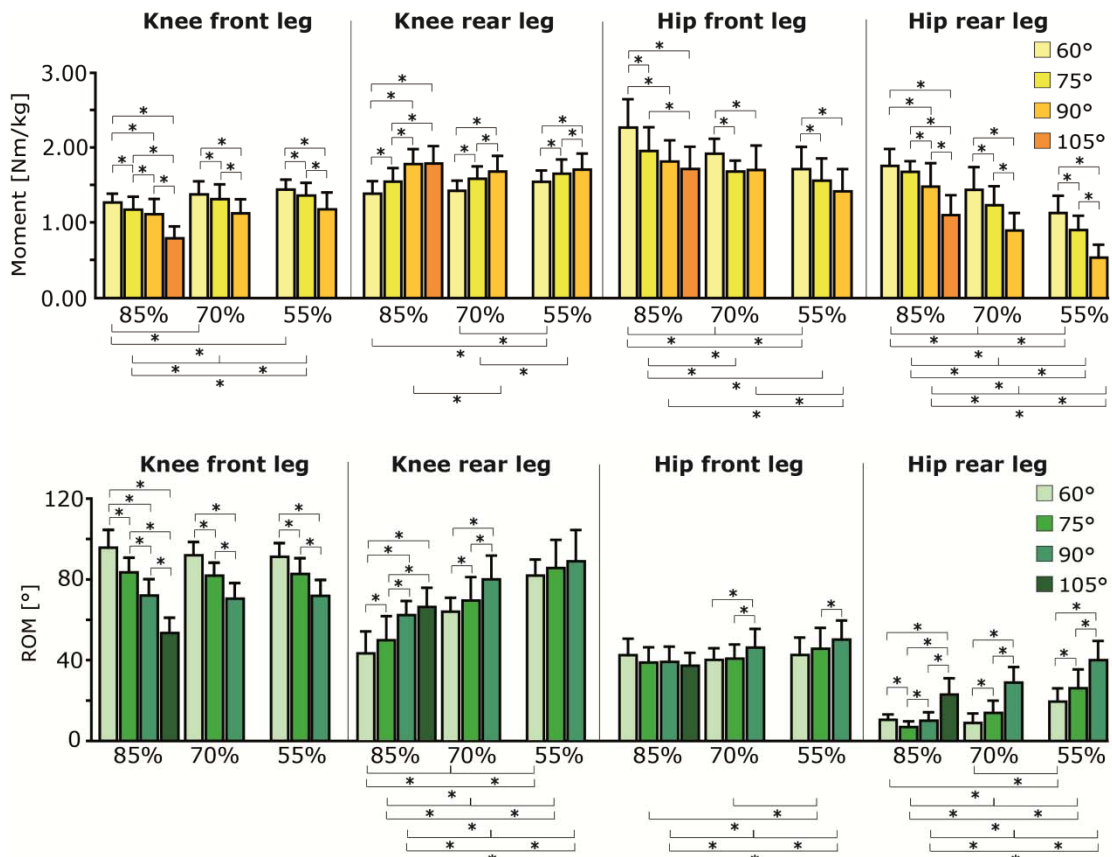 Knee front leg Knee rear leg Hip front leg Hip rear leg
60°
75°
90°
105°
Moment [Nm/kg]
3.00
2.00
1.00
0.00
* * * * * * * * * * * * * * * * * * * * * * * * * * * * * * * * * * * * * * *
85% 70% 55% 85% 70% 55% 85% 70% 55% 85% 70% 55%
* * * *
* * * *
* * * *
Knee front leg Knee rear leg Hip front leg Hip rear leg
60°
75°
90°
105°
ROM [°]
120
80
40
0
85% 70% 55% 85% 70% 55% 85% 70% 55% 85% 70% 55%